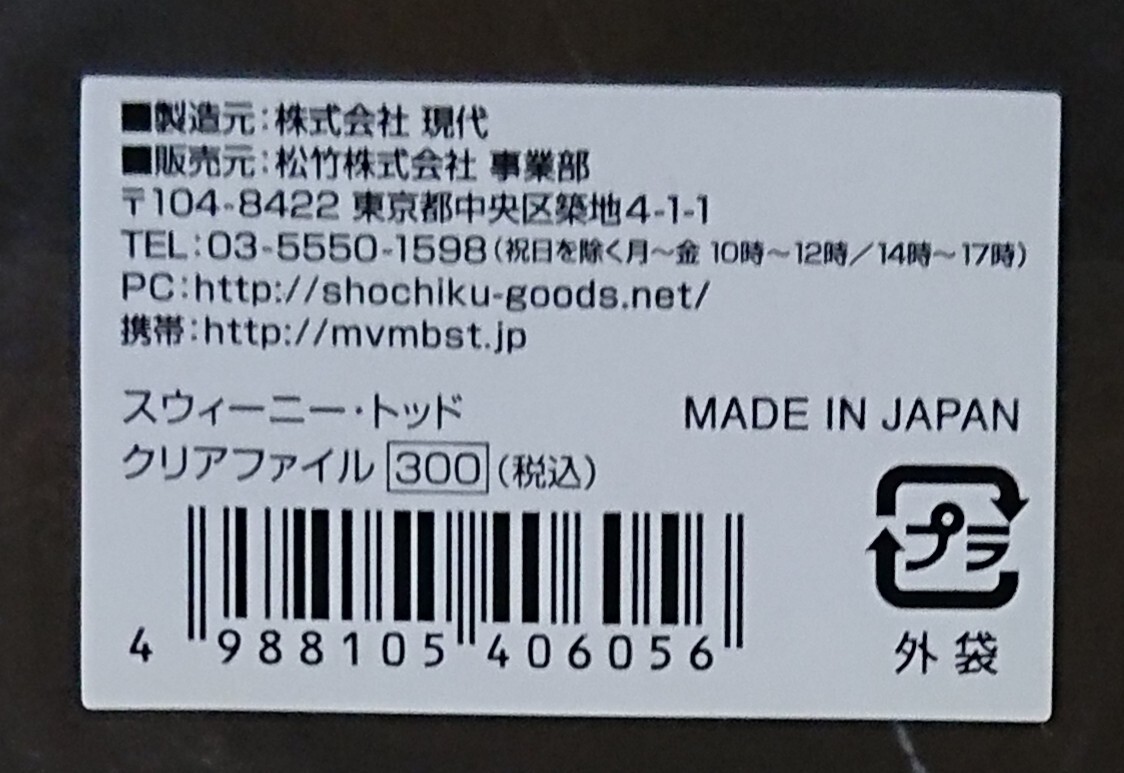 ■製造元:株式会社 現代
■販売元:松竹株式会社 事業部
〒104-8422 東京都中央区築地4-1-1
TEL:03-5550-1598(祝日を除く月〜金 10時〜12時/14時〜17時)
PC:http://shochiku-goods.net/
携帯:http://mvmbst.jp
スウィーニー・トッド
クリアファイル 300 (税込)
MADE IN JAPAN
プラ
外袋
4 988105 406056